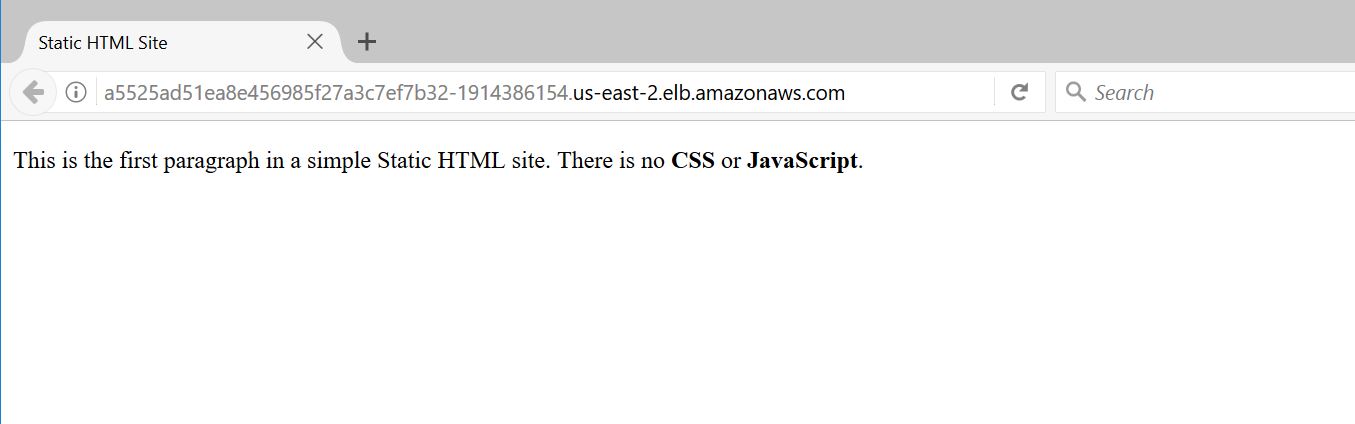 Static HTML Site
a5525ad51ea8e456985f27a3c7ef7b32-1914386154.us-east-2.elb.amazonaws.com
Search
This is the first paragraph in a simple Static HTML site. There is no CSS or JavaScript.